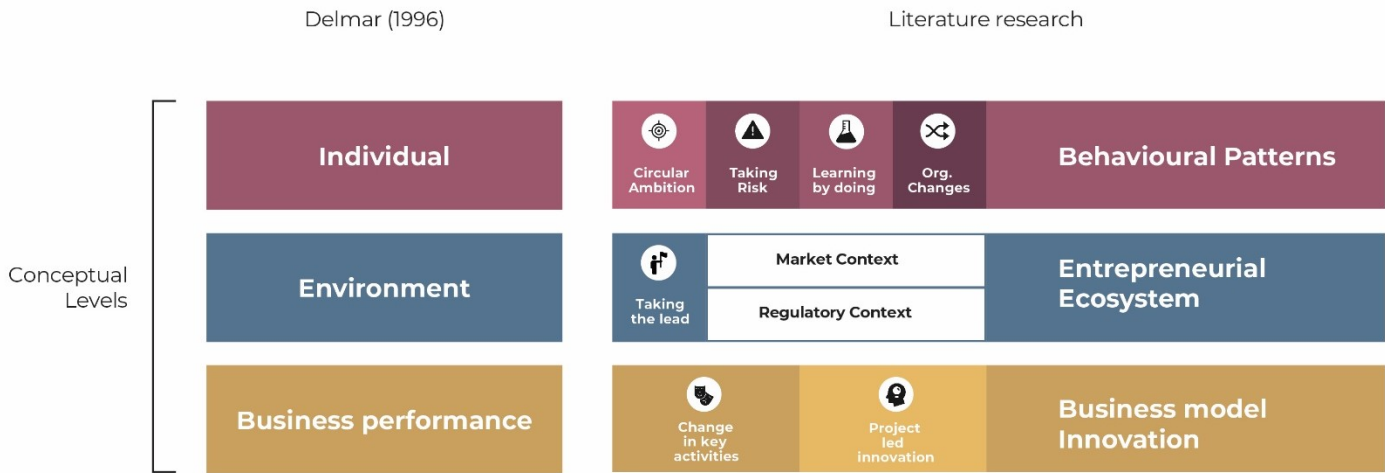 Delmar (1996)
Literature research
Conceptual
Levels
Individual
Circular
Ambition
Taking
Risk
Learning
by doing
Org.
Changes
Behavioural Patterns
Environment
Taking
the lead
Market Context
Regulatory Context
Entrepreneurial
Ecosystem
Business performance
Change
in key
activities
Project
led
innovation
Business model
Innovation